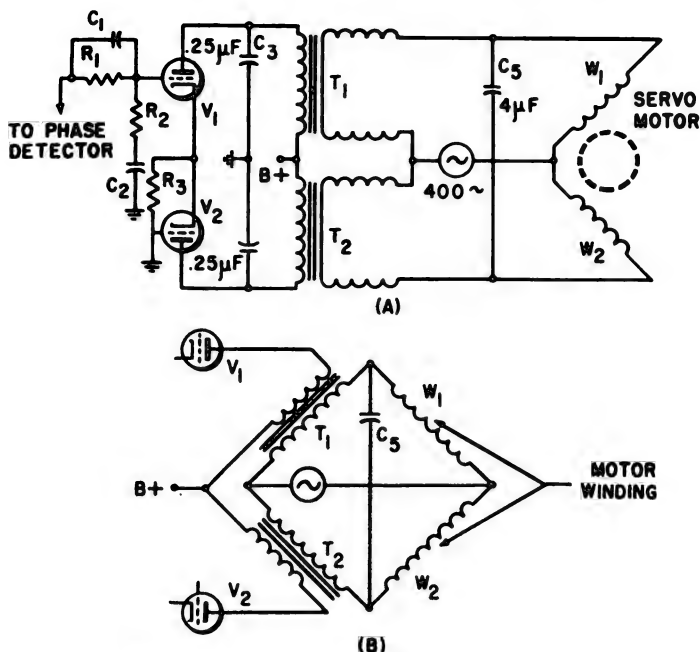 C1
R1
.25µF
C3
R2
V1
TO PHASE
DETECTOR
C2
R3
V2
.25µF
B+
T1
T2
400~
C5
4µF
W1
SERVO
MOTOR
W2
(A)
V1
T1
C5
W1
B+
MOTOR
WINDING
T2
W2
V2
(B)